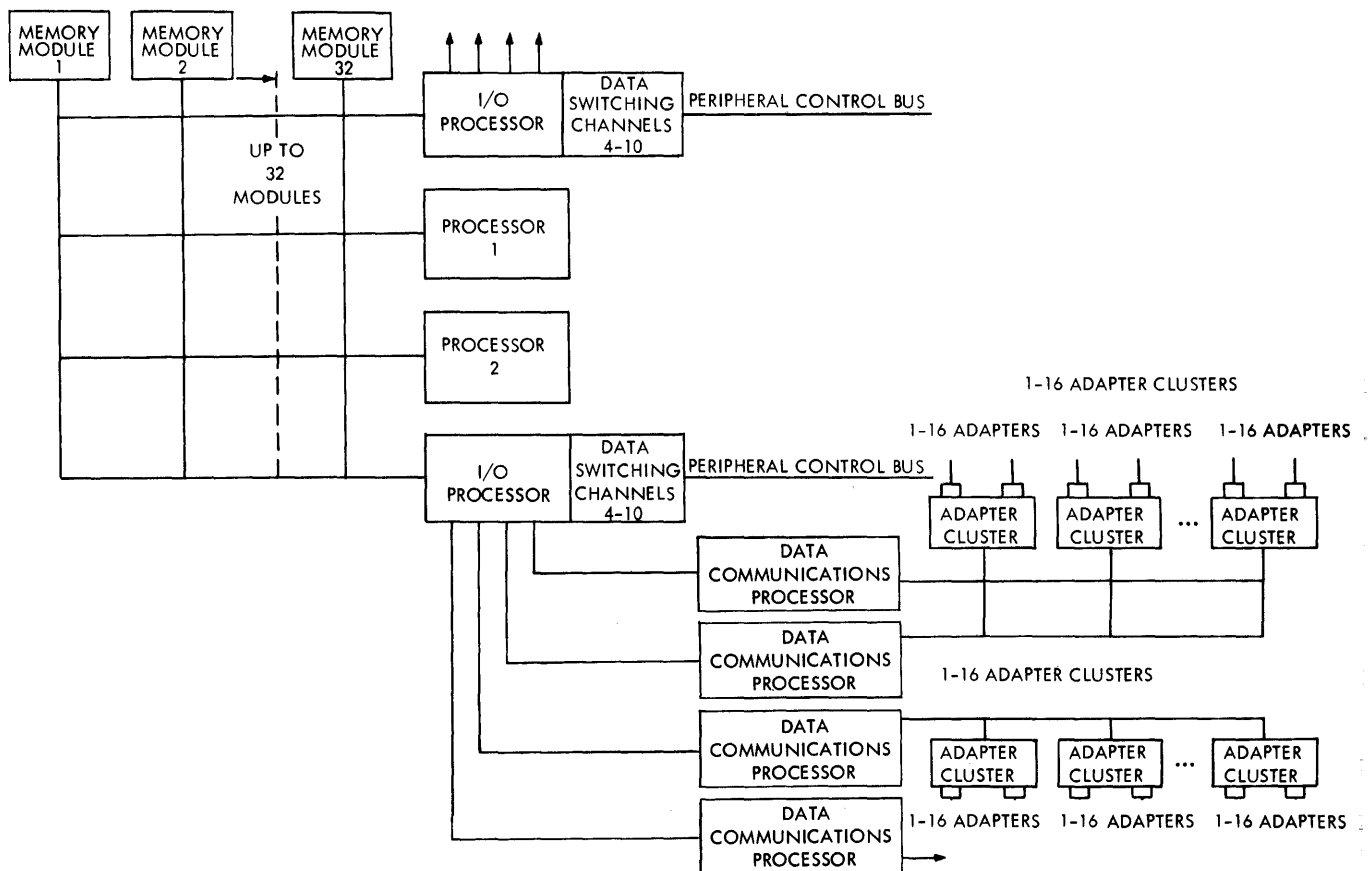 MEMORY
MODULE
1
MEMORY
MODULE
2
MEMORY
MODULE
32
UP TO
32
MODULES
I/O
PROCESSOR
DATA
SWITCHING
CHANNELS
4-10
PERIPHERAL CONTROL BUS
PROCESSOR
1
PROCESSOR
2
I/O
PROCESSOR
DATA
SWITCHING
CHANNELS
4-10
PERIPHERAL CONTROL BUS
1-16 ADAPTER CLUSTERS
1-16 ADAPTERS
1-16 ADAPTERS
1-16 ADAPTERS
ADAPTER
CLUSTER
ADAPTER
CLUSTER
...
ADAPTER
CLUSTER
DATA
COMMUNICATIONS
PROCESSOR
DATA
COMMUNICATIONS
PROCESSOR
1-16 ADAPTER CLUSTERS
DATA
COMMUNICATIONS
PROCESSOR
ADAPTER
CLUSTER
ADAPTER
CLUSTER
...
ADAPTER
CLUSTER
1-16 ADAPTERS
1-16 ADAPTERS
1-16 ADAPTERS
DATA
COMMUNICATIONS
PROCESSOR